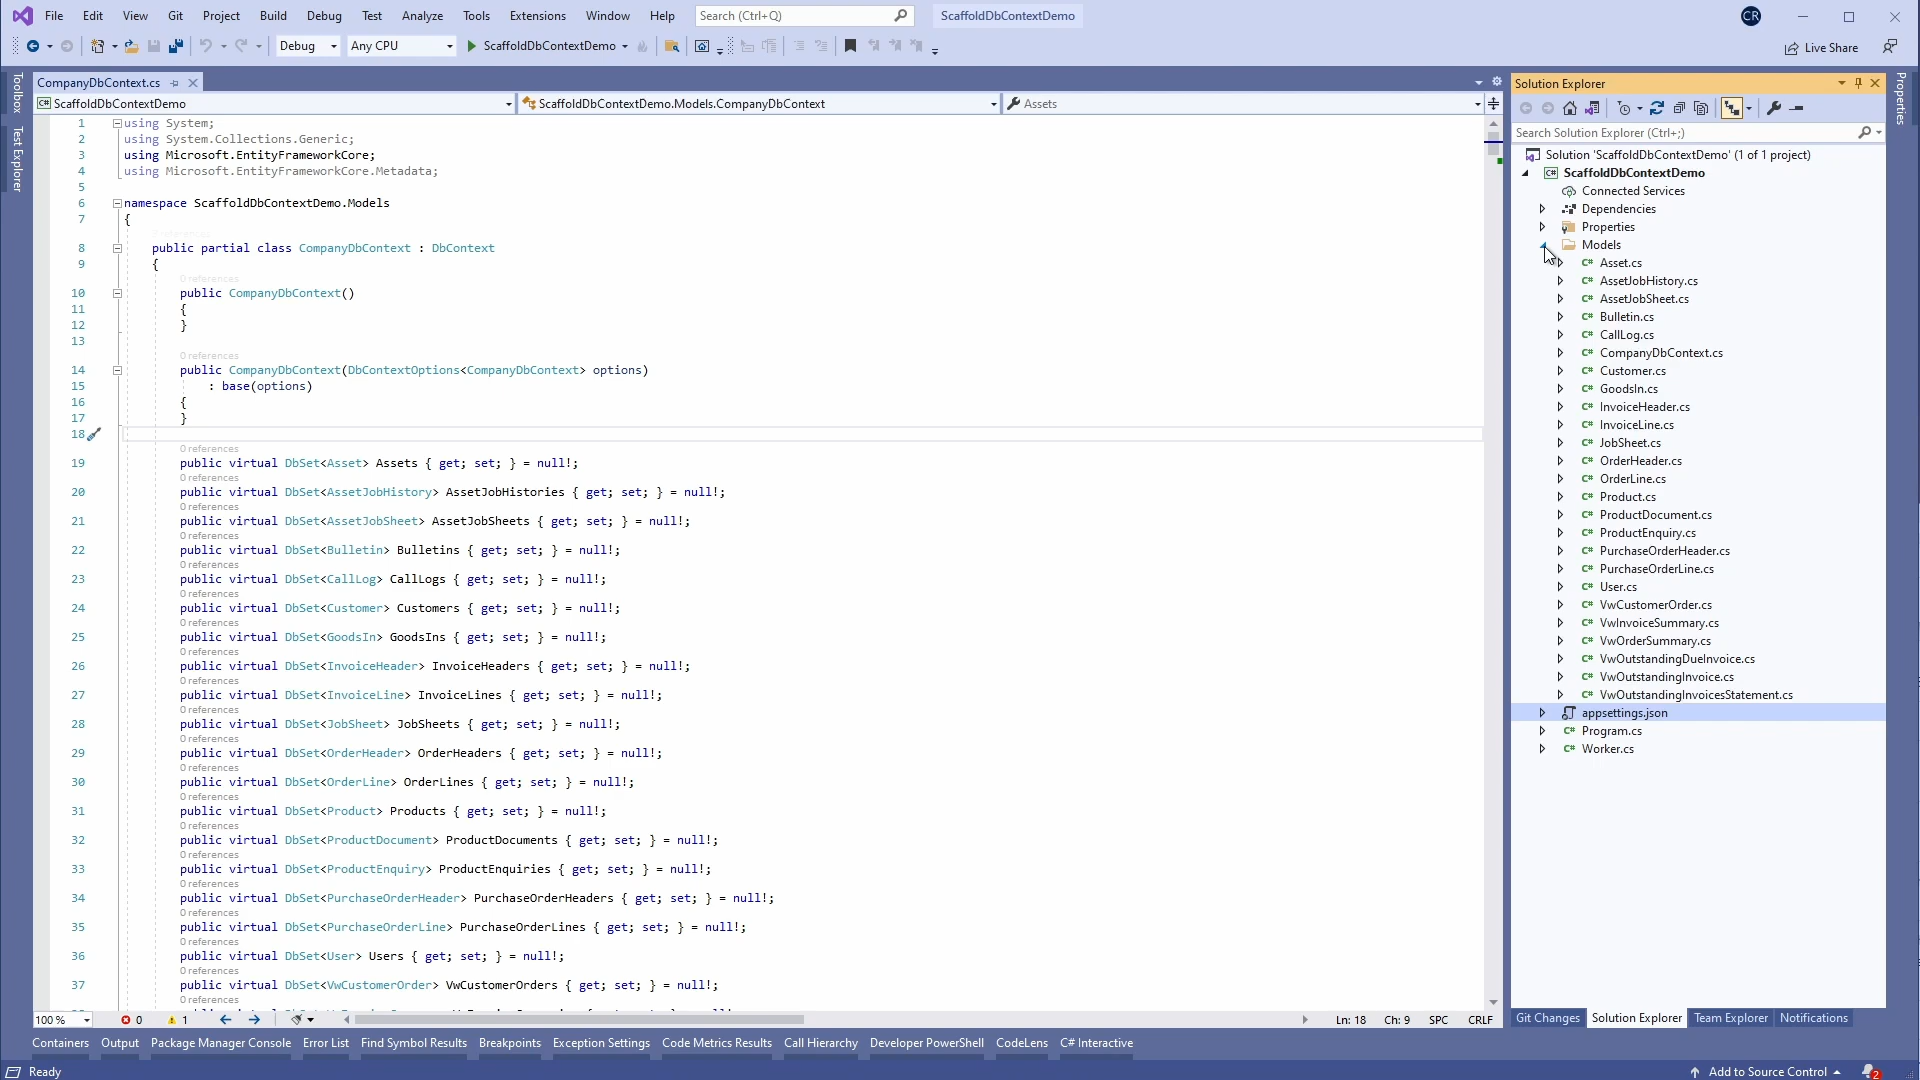 File Edit View Git Project Build Debug Test Analyze Tools Extensions Window Help Search (Ctrl+Q) ScaffoldDbContextDemo CR
Debug Any CPU ScaffoldDbContextDemo Live Share
Toolbox
Test Explorer
CompanyDbContext.cs
ScaffoldDbContextDemo ScaffoldDbContextDemo.Models.CompanyDbContext Assets
1 using System;
2 using System.Collections.Generic;
3 using Microsoft.EntityFrameworkCore;
4 using Microsoft.EntityFrameworkCore.Metadata;
5
6 namespace ScaffoldDbContextDemo.Models
7 {
8 public partial class CompanyDbContext : DbContext
9 {
0 references
10 public CompanyDbContext()
11 {
12 }
13
0 references
14 public CompanyDbContext(DbContextOptions<CompanyDbContext> options)
15 : base(options)
16 {
17 }
18
0 references
19 public virtual DbSet<Asset> Assets { get; set; } = null!;
0 references
20 public virtual DbSet<AssetJobHistory> AssetJobHistories { get; set; } = null!;
0 references
21 public virtual DbSet<AssetJobSheet> AssetJobSheets { get; set; } = null!;
0 references
22 public virtual DbSet<Bulletin> Bulletins { get; set; } = null!;
0 references
23 public virtual DbSet<CallLog> CallLogs { get; set; } = null!;
0 references
24 public virtual DbSet<Customer> Customers { get; set; } = null!;
0 references
25 public virtual DbSet<GoodsIn> GoodsIns { get; set; } = null!;
0 references
26 public virtual DbSet<InvoiceHeader> InvoiceHeaders { get; set; } = null!;
0 references
27 public virtual DbSet<InvoiceLine> InvoiceLines { get; set; } = null!;
0 references
28 public virtual DbSet<JobSheet> JobSheets { get; set; } = null!;
0 references
29 public virtual DbSet<OrderHeader> OrderHeaders { get; set; } = null!;
0 references
30 public virtual DbSet<OrderLine> OrderLines { get; set; } = null!;
0 references
31 public virtual DbSet<Product> Products { get; set; } = null!;
0 references
32 public virtual DbSet<ProductDocument> ProductDocuments { get; set; } = null!;
0 references
33 public virtual DbSet<ProductEnquiry> ProductEnquiries { get; set; } = null!;
0 references
34 public virtual DbSet<PurchaseOrderHeader> PurchaseOrderHeaders { get; set; } = null!;
0 references
35 public virtual DbSet<PurchaseOrderLine> PurchaseOrderLines { get; set; } = null!;
0 references
36 public virtual DbSet<User> Users { get; set; } = null!;
0 references
37 public virtual DbSet<VwCustomerOrder> VwCustomerOrders { get; set; } = null!;
0 references
100 % 0 1 Ln: 18 Ch: 9 SPC CRLF
Solution Explorer
Search Solution Explorer (Ctrl+;)
Solution 'ScaffoldDbContextDemo' (1 of 1 project)
ScaffoldDbContextDemo
Connected Services
Dependencies
Properties
Models
Asset.cs
AssetJobHistory.cs
AssetJobSheet.cs
Bulletin.cs
CallLog.cs
CompanyDbContext.cs
Customer.cs
GoodsIn.cs
InvoiceHeader.cs
InvoiceLine.cs
JobSheet.cs
OrderHeader.cs
OrderLine.cs
Product.cs
ProductDocument.cs
ProductEnquiry.cs
PurchaseOrderHeader.cs
PurchaseOrderLine.cs
User.cs
VwCustomerOrder.cs
VwInvoiceSummary.cs
VwOrderSummary.cs
VwOutstandingDueInvoice.cs
VwOutstandingInvoice.cs
VwOutstandingInvoicesStatement.cs
appsettings.json
Program.cs
Worker.cs
Git Changes Solution Explorer Team Explorer Notifications
Properties
Containers Output Package Manager Console Error List Find Symbol Results Breakpoints Exception Settings Code Metrics Results Call Hierarchy Developer PowerShell CodeLens C# Interactive
Ready Add to Source Control 2